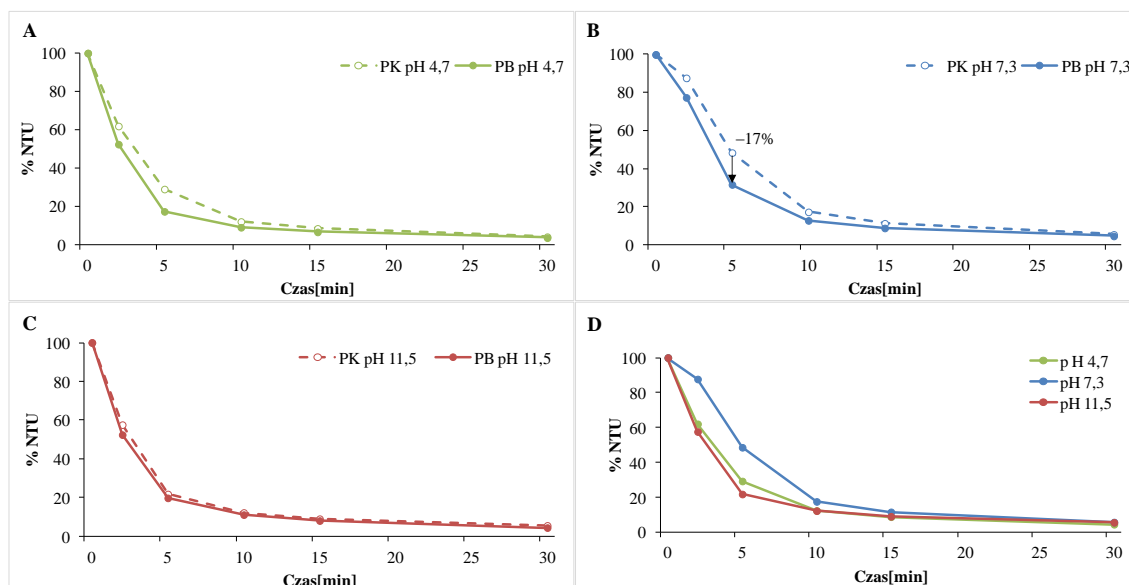 A
PK pH 4,7 PB pH 4,7
100
80
60
40
20
0
% NTU
0 5 10 15 20 25 30
Czas[min]
B
PK pH 7,3 PB pH 7,3
100
80
60
40
20
0
% NTU
–17%
0 5 10 15 20 25 30
Czas[min]
C
PK pH 11,5 PB pH 11,5
100
80
60
40
20
0
% NTU
0 5 10 15 20 25 30
Czas[min]
D
p H 4,7
pH 7,3
pH 11,5
100
80
60
40
20
0
% NTU
0 5 10 15 20 25 30
Czas[min]